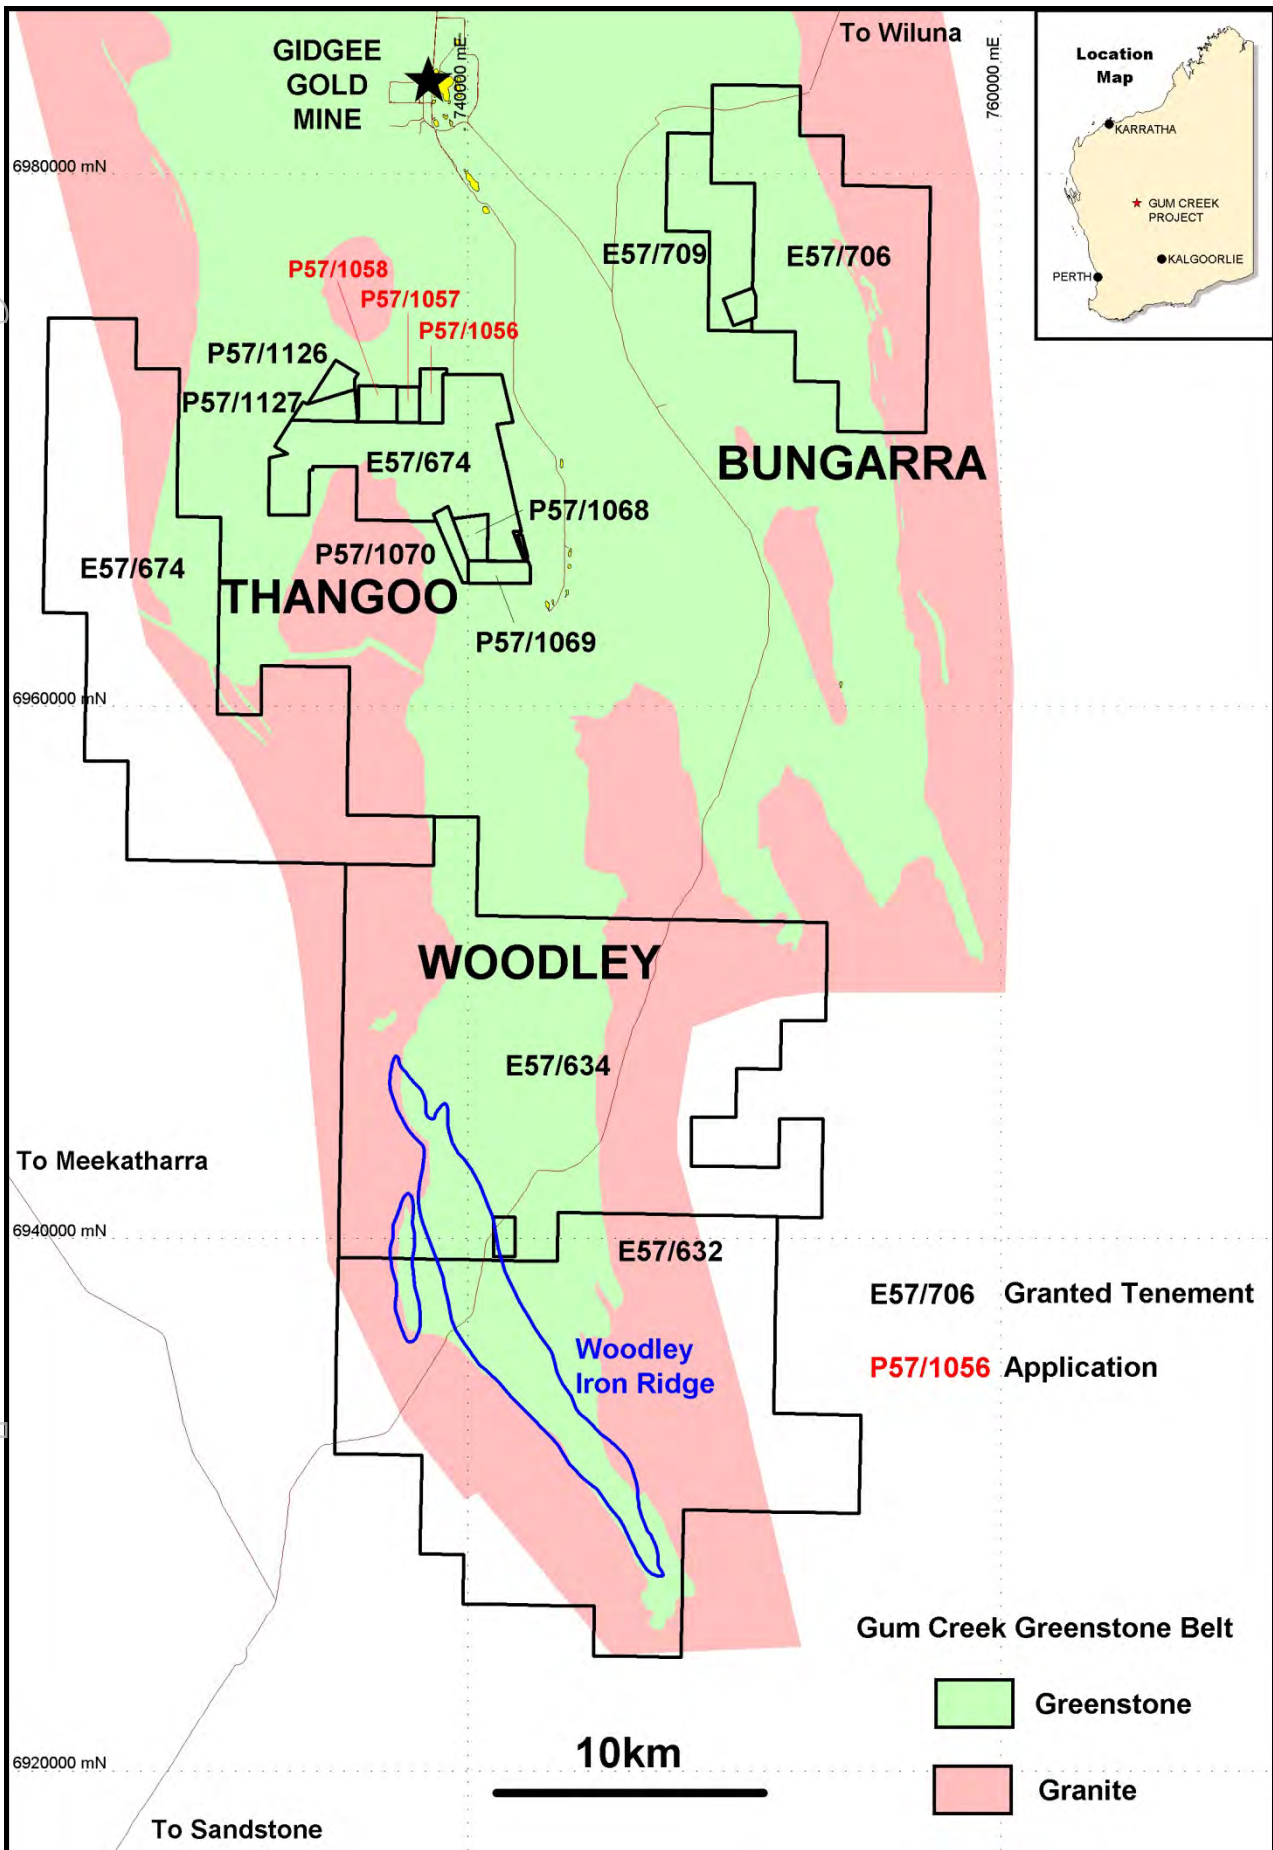 To Wiluna
GIDGEE
GOLD
MINE
740000 mE
760000 mE
Location
Map
KARRATHA
GUM CREEK
PROJECT
KALGOORLIE
PERTH
6980000 mN
E57/709
E57/706
P57/1058
P57/1057
P57/1056
P57/1126
P57/1127
E57/674
BUNGARRA
P57/1068
P57/1070
E57/674
THANGOO
P57/1069
6960000 mN
WOODLEY
E57/634
To Meekatharra
6940000 mN
E57/632
E57/706 Granted Tenement
Woodley
Iron Ridge
P57/1056 Application
Gum Creek Greenstone Belt
Greenstone
10km
6920000 mN
Granite
To Sandstone